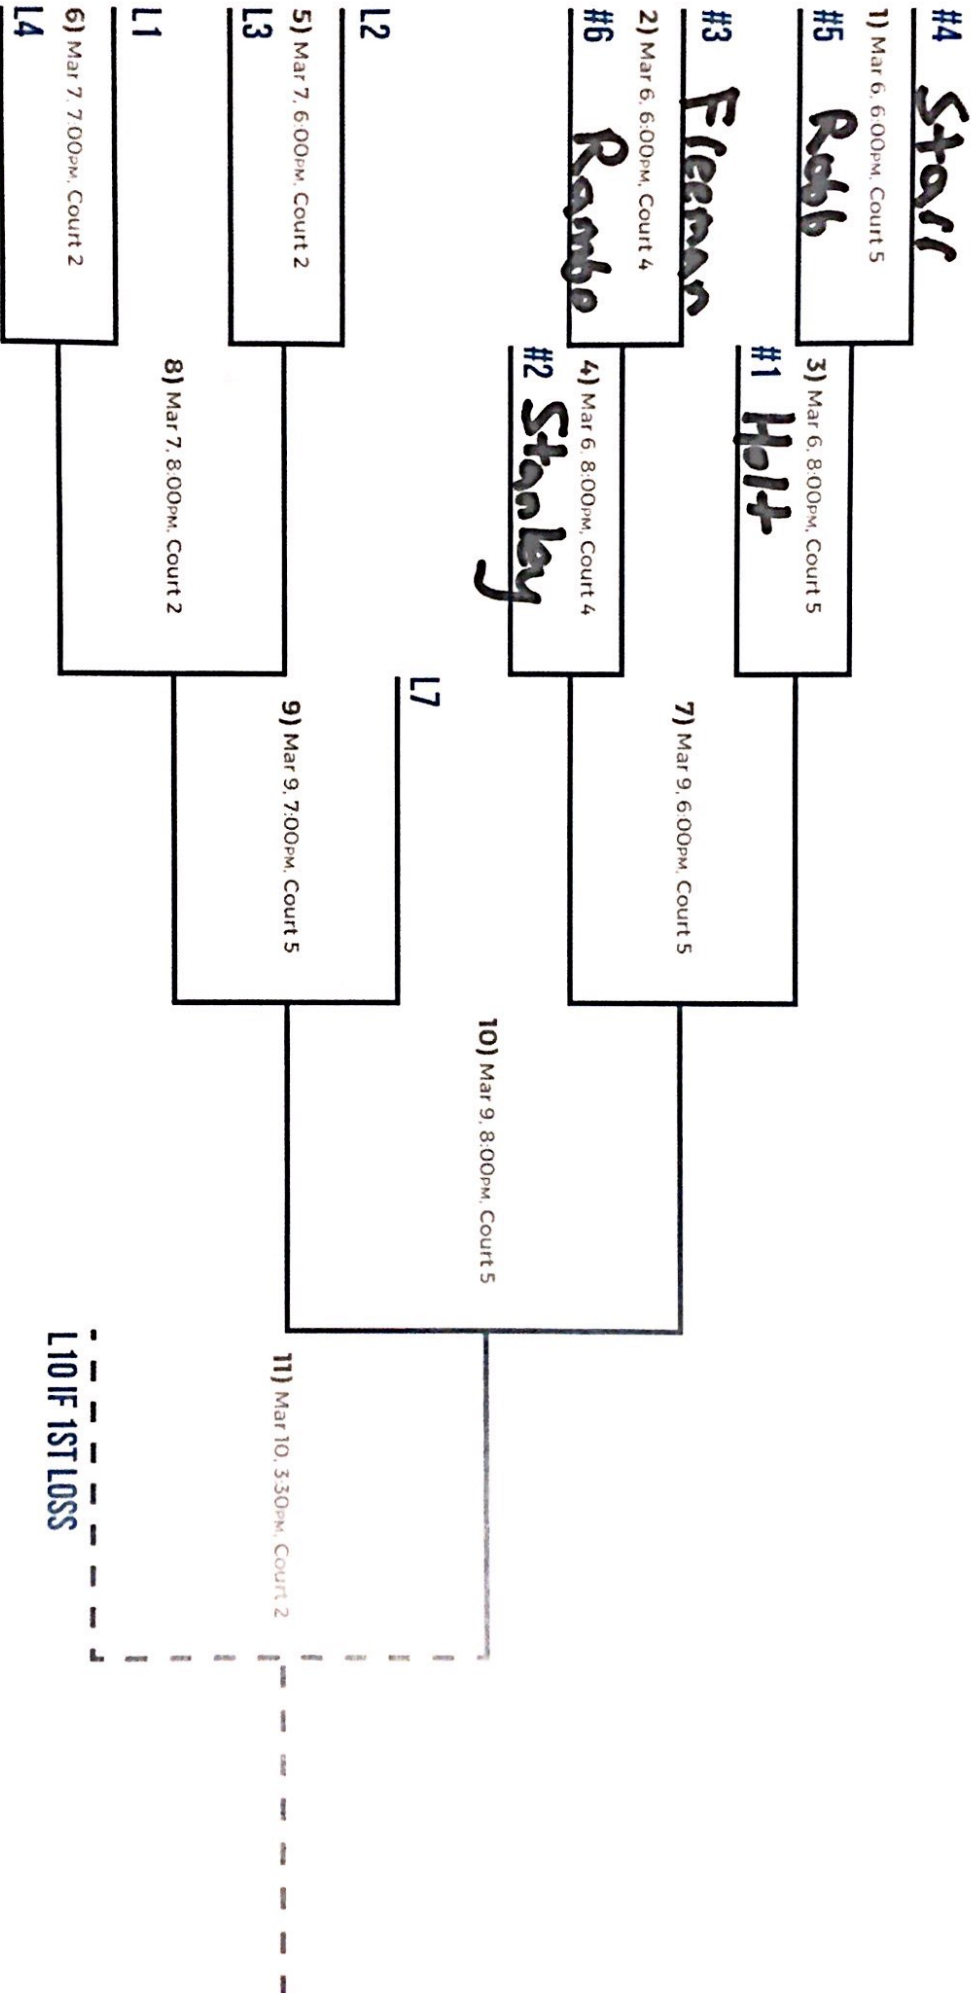 #4 Starr
1) Mar 6, 6:00PM, Court 5
#5 Robb
3) Mar 6, 8:00PM, Court 5
#1 Holt
#3 Freeman
2) Mar 6, 6:00PM, Court 4
#6 Rambo
4) Mar 6, 8:00PM, Court 4
#2 Stanley
7) Mar 9, 6:00PM, Court 5
10) Mar 9, 8:00PM, Court 5
L7
L2
5) Mar 7, 6:00PM, Court 2
L3
9) Mar 9, 7:00PM, Court 5
8) Mar 7, 8:00PM, Court 2
L1
6) Mar 7, 7:00PM, Court 2
L4
11) Mar 10, 3:30PM, Court 2
L10 IF 1ST LOSS